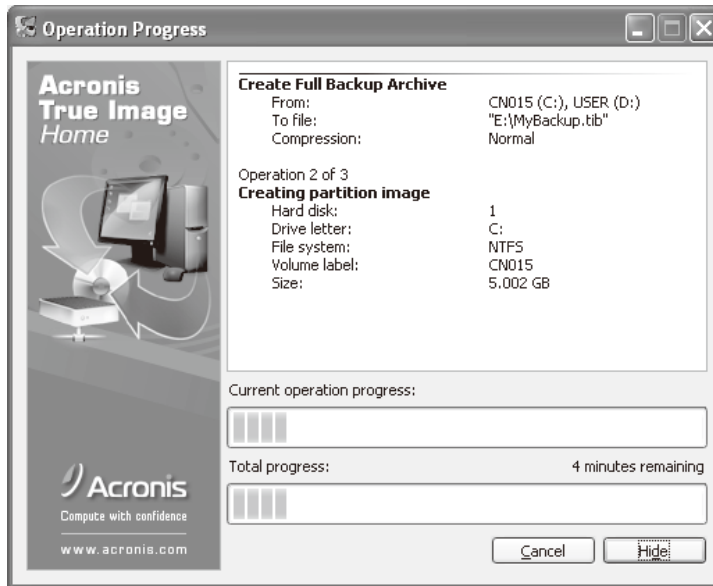 Operation Progress
Acronis
True Image
Home
Create Full Backup Archive
From: CN015 (C:), USER (D:)
To file: "E:\MyBackup.tib"
Compression: Normal
Operation 2 of 3
Creating partition image
Hard disk: 1
Drive letter: C:
File system: NTFS
Volume label: CN015
Size: 5.002 GB
Current operation progress:
Total progress: 4 minutes remaining
Acronis
Compute with confidence
www.acronis.com
Cancel Hide